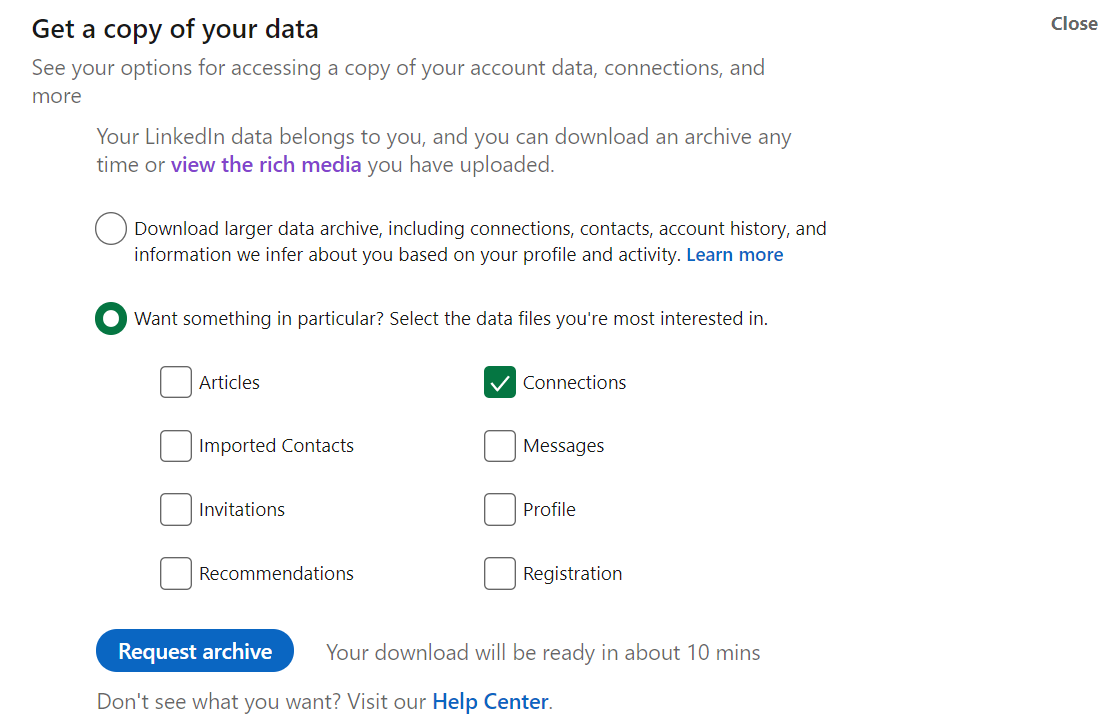 Get a copy of your data
Close
See your options for accessing a copy of your account data, connections, and
more
Your LinkedIn data belongs to you, and you can download an archive any
time or view the rich media you have uploaded.
Download larger data archive, including connections, contacts, account history, and
information we infer about you based on your profile and activity. Learn more
Want something in particular? Select the data files you're most interested in.
Articles
Connections
Imported Contacts
Messages
Invitations
Profile
Recommendations
Registration
Request archive
Your download will be ready in about 10 mins
Don't see what you want? Visit our Help Center.